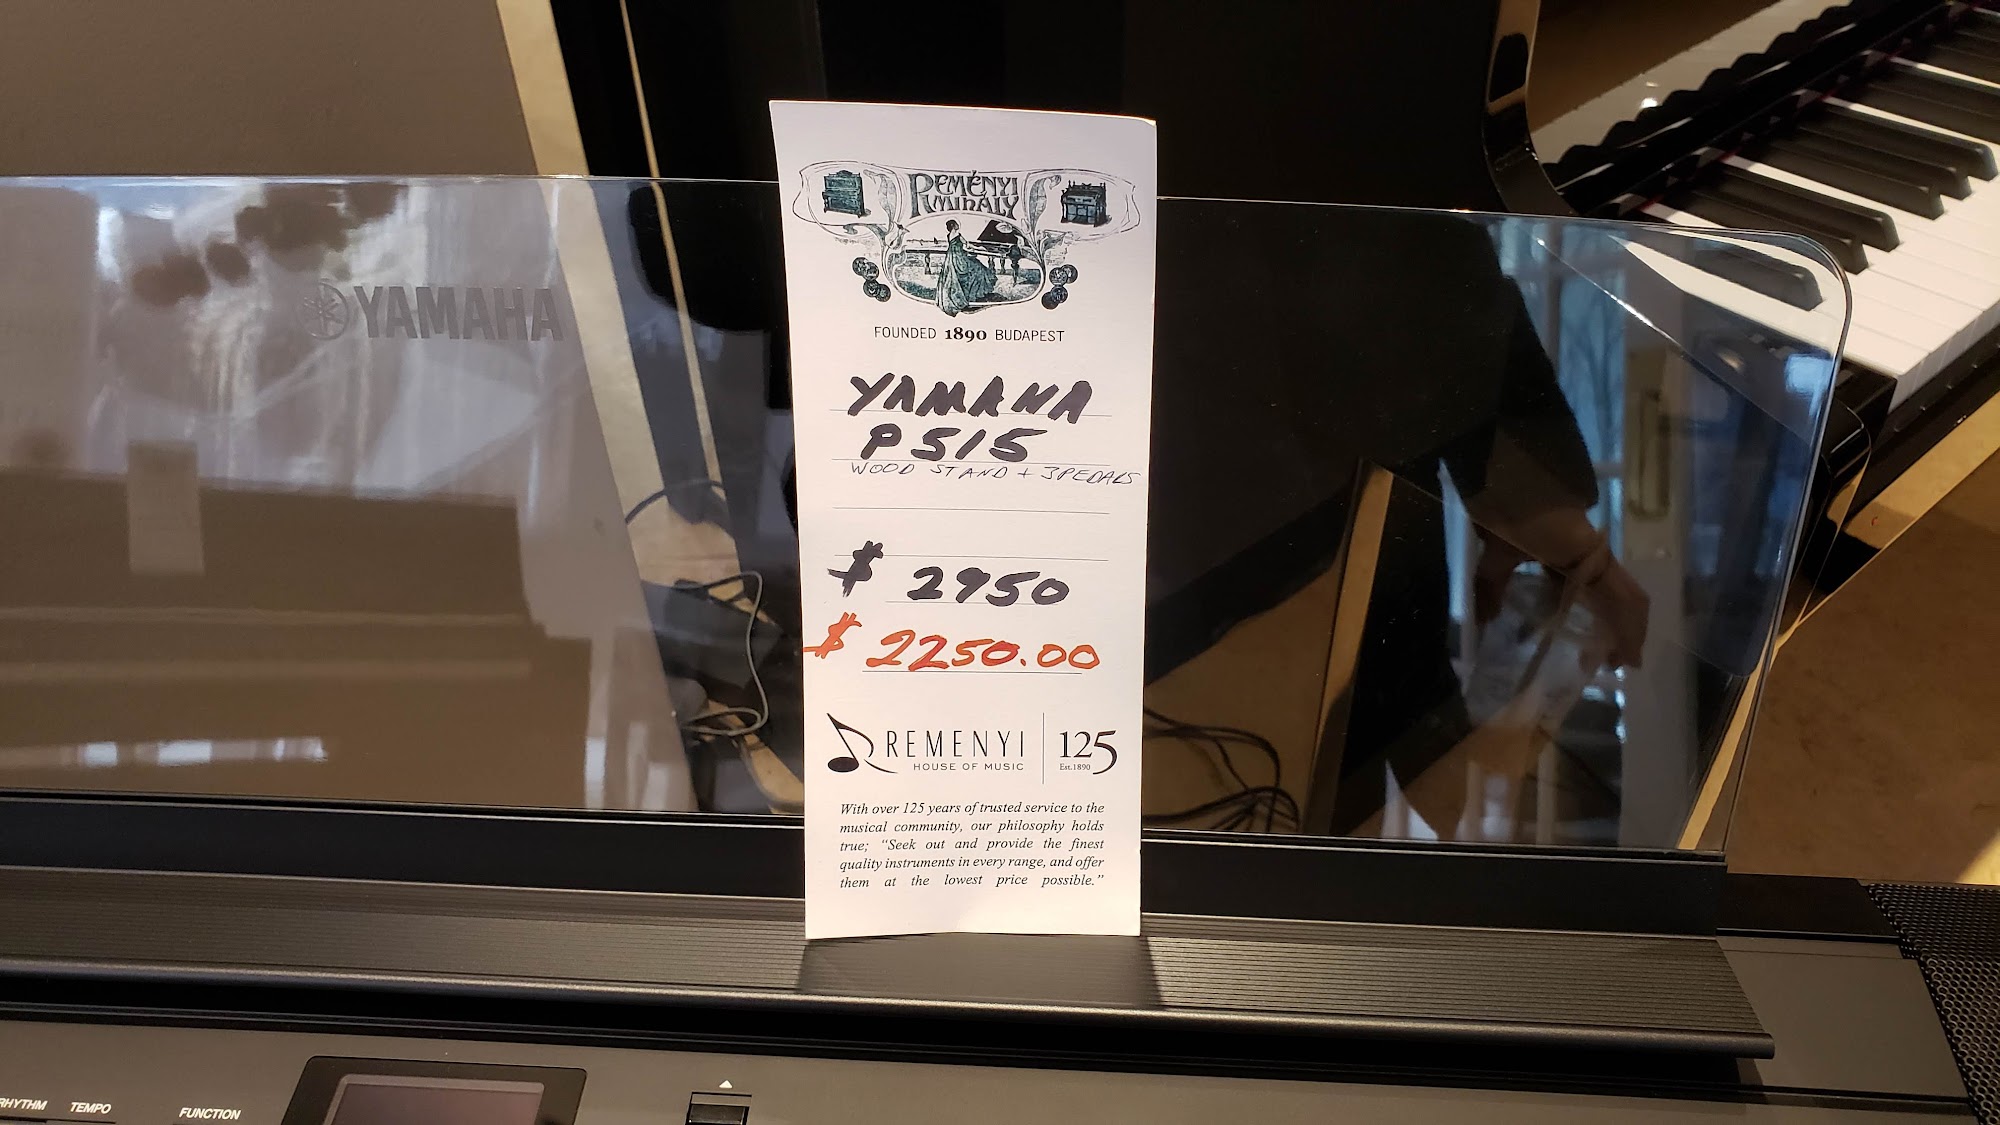 YAMAHA
REMÉNYI
MIHÁLY
FOUNDED 1890 BUDAPEST
YAMAHA
P515
WOOD STAND + 3 PEDALS
$ 2950
$ 2250.00
REMENYI
HOUSE OF MUSIC
125
Est.1890
With over 125 years of trusted service to the
musical community, our philosophy holds
true; "Seek out and provide the finest
quality instruments in every range, and offer
them at the lowest price possible."
RHYTHM TEMPO FUNCTION